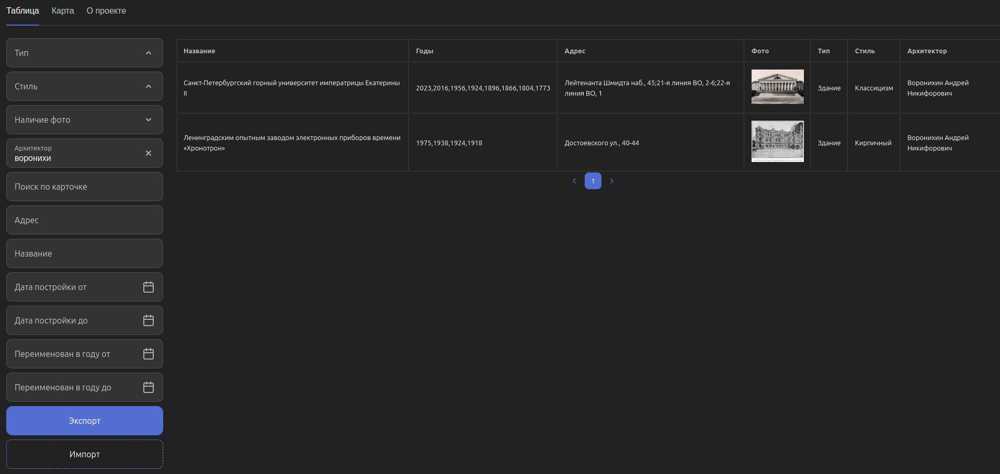 Таблица Карта О проекте
Тип
Стиль
Наличие фото
Архитектор
воронихи
Поиск по карточке
Адрес
Название
Дата постройки от
Дата постройки до
Переименован в году от
Переименован в году до
Экспорт
Импорт
Название Годы Адрес Фото Тип Стиль Архитектор
Санкт-Петербургский горный университет императрицы Екатерины
II
2023,2016,1956,1924,1896,1866,1804,1773
Лейтенанта Шмидта наб., 45;21-я линия ВО, 2-6;22-я
линия ВО, 1
Здание
Классицизм
Воронихин Андрей
Никифорович
Ленинградским опытным заводом электронных приборов времени
«Хронотрон»
1975,1938,1924,1918
Достоевского ул., 40-44
Здание
Кирпичный
Воронихин Андрей
Никифорович
1